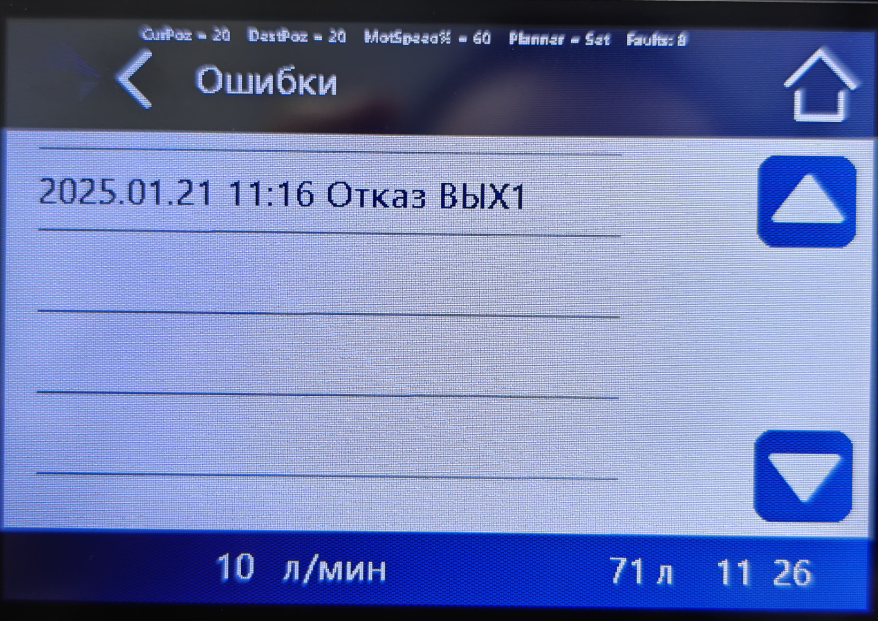 CurPoz = 20 DestPoz = 20 MotSpeed% = 60 Planner = Set Faults: 8
Ошибки
2025.01.21 11:16 Отказ ВЫХ1
10 л/мин 71 л 11 26